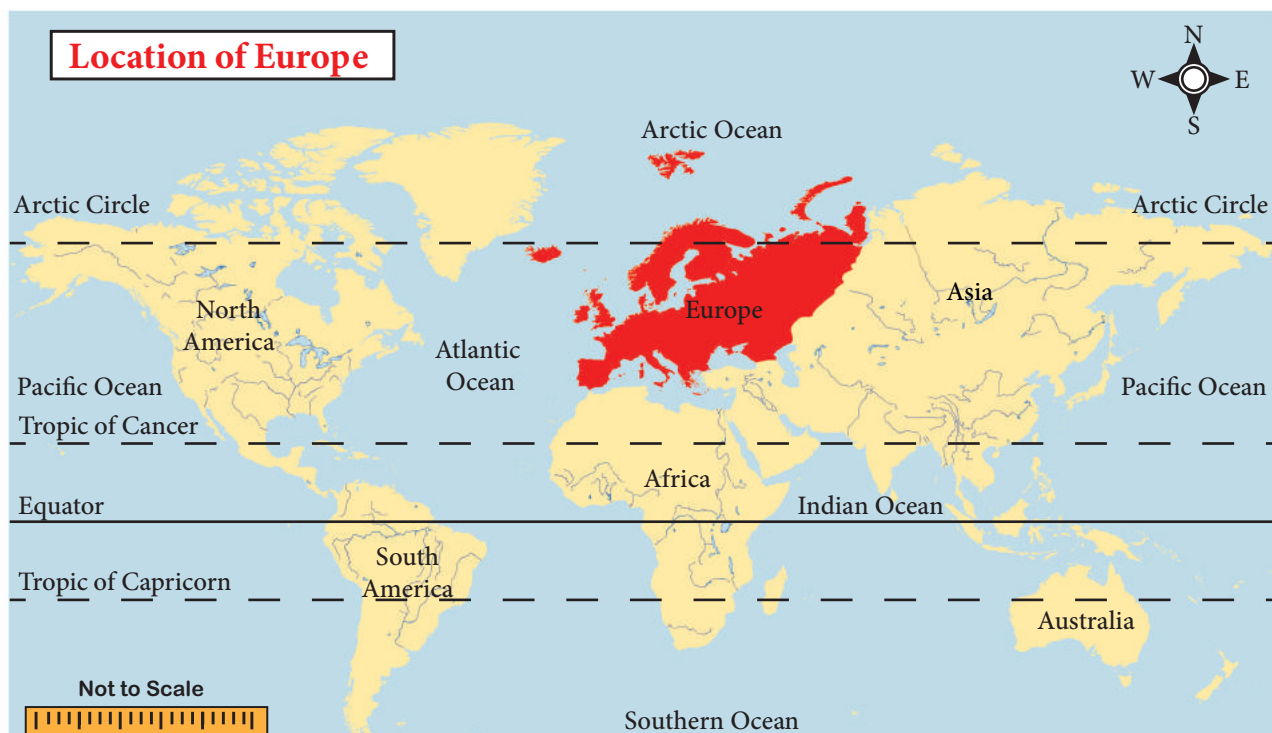 Location of Europe
N
W
E
S
Arctic Ocean
Arctic Circle
Arctic Circle
North
America
Europe
Asia
Atlantic
Ocean
Pacific Ocean
Pacific Ocean
Tropic of Cancer
Africa
Equator
Indian Ocean
South
America
Tropic of Capricorn
Australia
Not to Scale
Southern Ocean